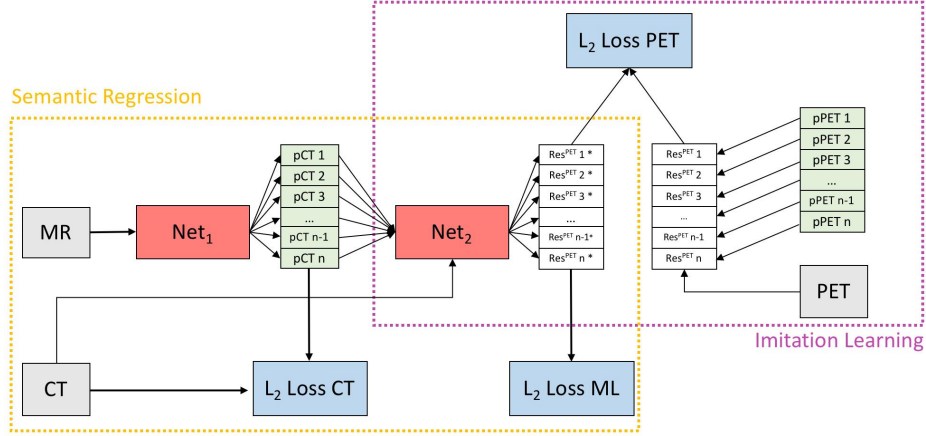 L₂ Loss PET
Semantic Regression
pPET 1
pPET 2
pPET 3
...
pPET n-1
pPET n
pCT 1
pCT 2
pCT 3
...
pCT n-1
pCT n
Resᴾᴱᵀ 1 *
Resᴾᴱᵀ 2 *
Resᴾᴱᵀ 3 *
...
Resᴾᴱᵀ n-1*
Resᴾᴱᵀ n *
Resᴾᴱᵀ 1
Resᴾᴱᵀ 2
Resᴾᴱᵀ 3
...
Resᴾᴱᵀ n-1
Resᴾᴱᵀ n
MR
Net₁
Net₂
PET
Imitation Learning
CT
L₂ Loss CT
L₂ Loss ML